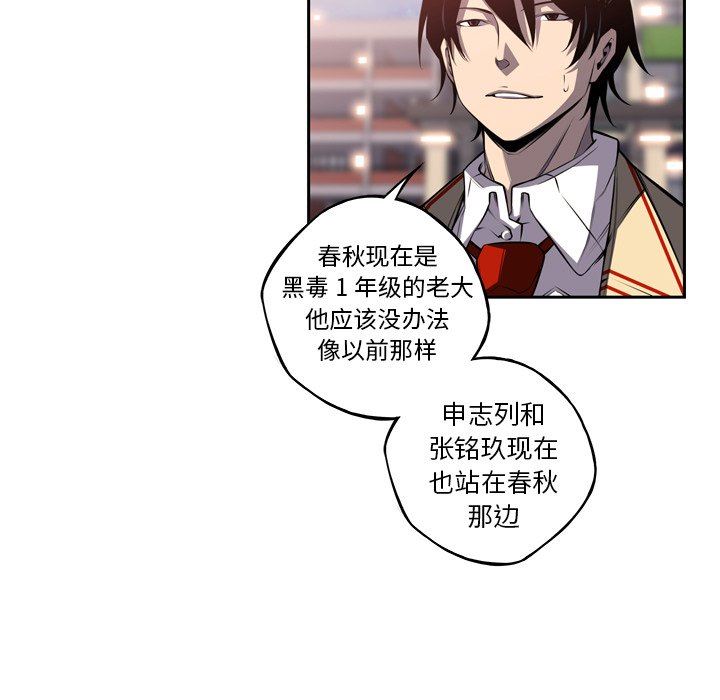 春秋现在是
黑毒 1 年级的老大
他应该没办法
像以前那样
申志列和
张铭玖现在
也站在春秋
那边